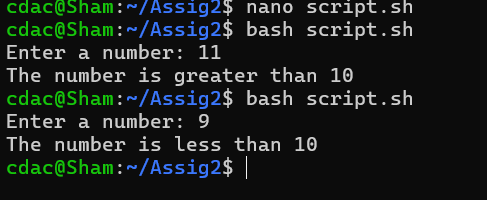 cdac@Sham:~/Assig2$ nano script.sh
cdac@Sham:~/Assig2$ bash script.sh
Enter a number: 11
The number is greater than 10
cdac@Sham:~/Assig2$ bash script.sh
Enter a number: 9
The number is less than 10
cdac@Sham:~/Assig2$